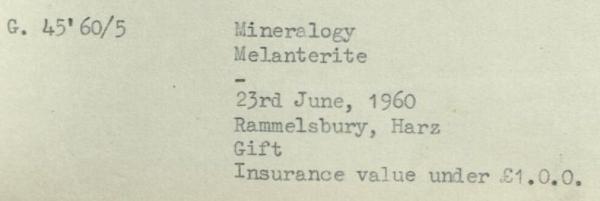 G. 45'60/5 Mineralogy
Melanterite
-
23rd June, 1960
Rammelsbury, Harz
Gift
Insurance value under £1.0.0.